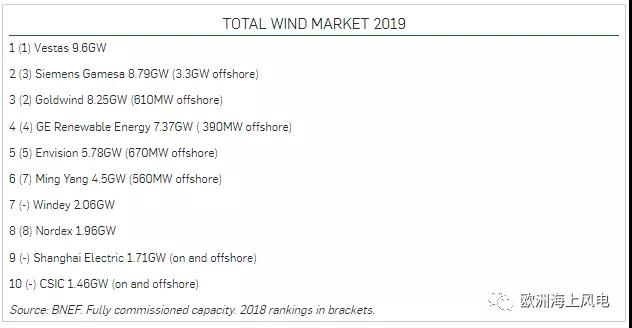 TOTAL WIND MARKET 2019
1 (1) Vestas 9.6GW
2 (3) Siemens Gamesa 8.79GW (3.3GW offshore)
3 (2) Goldwind 8.25GW (610MW offshore)
4 (4) GE Renewable Energy 7.37GW ( 390MW offshore)
5 (5) Envision 5.78GW (670MW offshore)
6 (7) Ming Yang 4.5GW (560MW offshore)
7 (-) Windey 2.06GW
8 (8) Nordex 1.96GW
9 (-) Shanghai Electric 1.71GW (on and offshore)
10 (-) CSIC 1.46GW (on and offshore)
Source: BNEF. Fully commissioned capacity. 2018 rankings in brackets.
欧洲海上风电